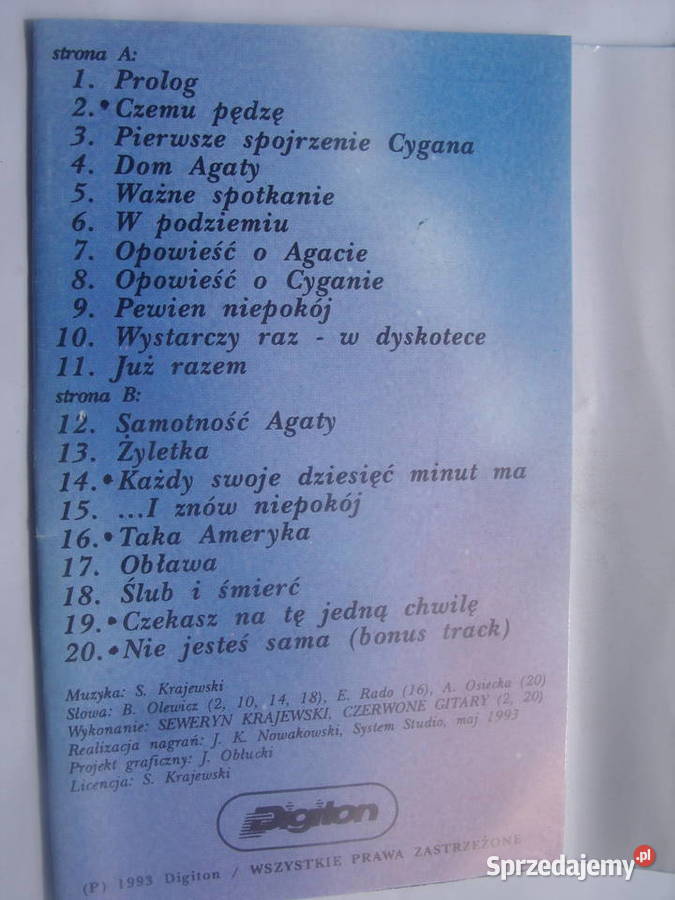 strona A:
1. Prolog
2.•Czemu pędzę
3. Pierwsze spojrzenie Cygana
4. Dom Agaty
5. Ważne spotkanie
6. W podziemiu
7. Opowieść o Agacie
8. Opowieść o Cyganie
9. Pewien niepokój
10. Wystarczy raz - w dyskotece
11. Już razem
strona B:
12. Samotność Agaty
13. Żyletka
14.•Każdy swoje dziesięć minut ma
15. ...I znów niepokój
16.•Taka Ameryka
17. Obława
18. Ślub i śmierć
19.•Czekasz na tę jedną chwilę
20.•Nie jesteś sama (bonus track)
Muzyka: S. Krajewski
Słowa: B. Olewicz (2, 10, 14, 18), E. Rado (16), A. Osiecka (20)
Wykonanie: SEWERYN KRAJEWSKI, CZERWONE GITARY (2, 20)
Realizacja nagrań: J. K. Nowakowski, System Studio, maj 1993
Projekt graficzny: J. Obłucki
Licencja: S. Krajewski
Digiton
(P) 1993 Digiton / WSZYSTKIE PRAWA ZASTRZEŻONE
Sprzedajemy.pl